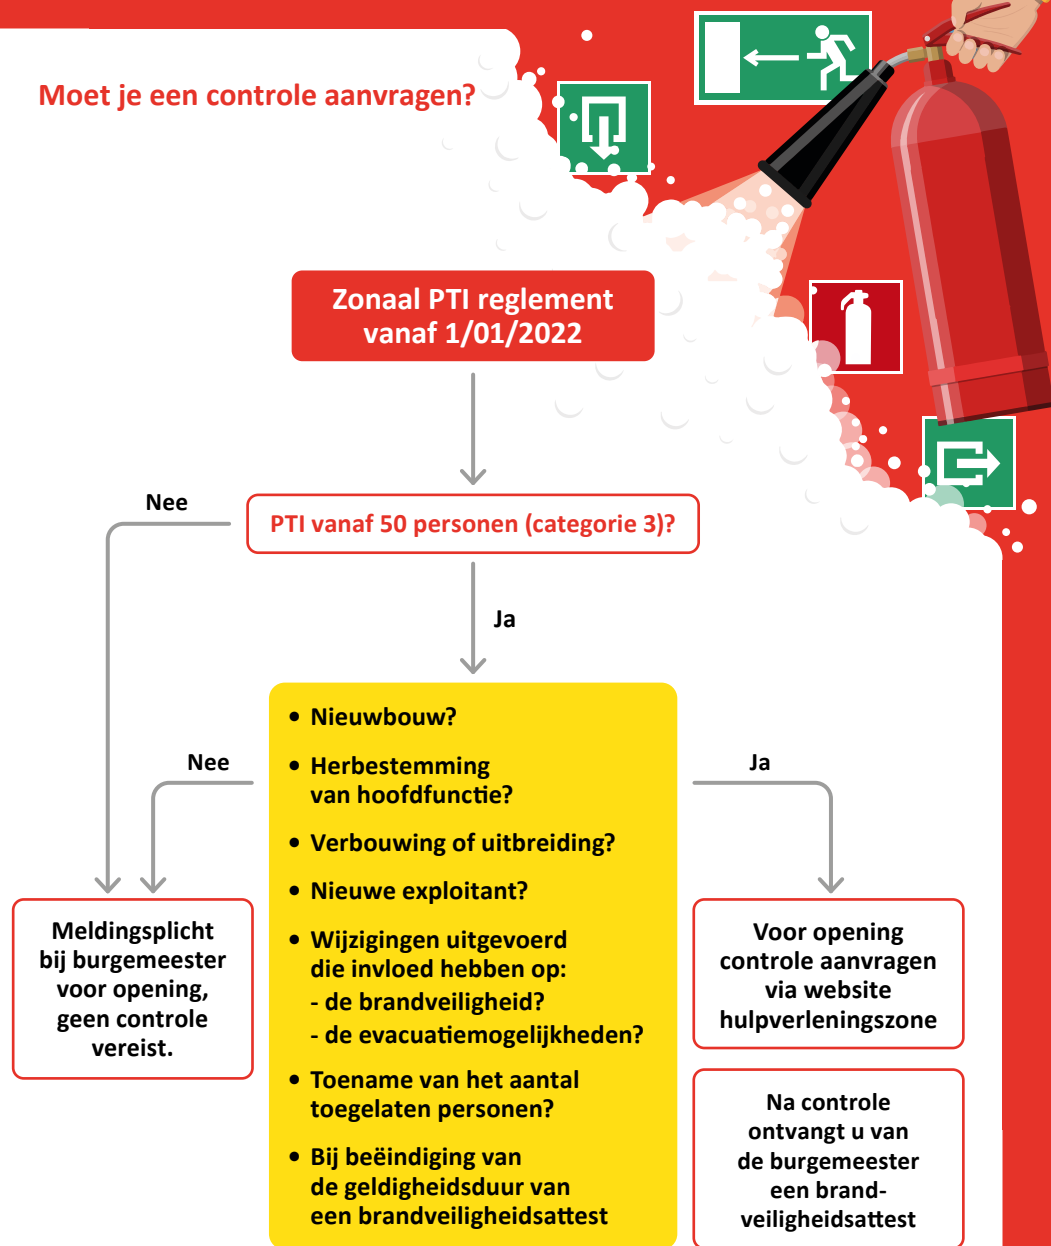 Moet je een controle aanvragen?
Zonaal PTI reglement
vanaf 1/01/2022
Nee
PTI vanaf 50 personen (categorie 3)?
Ja
Nee
• Nieuwbouw?
• Herbestemming
van hoofdfunctie?
• Verbouwing of uitbreiding?
• Nieuwe exploitant?
• Wijzigingen uitgevoerd
die invloed hebben op:
- de brandveiligheid?
- de evacuatiemogelijkheden?
• Toename van het aantal
toegelaten personen?
• Bij beëindiging van
de geldigheidsduur van
een brandveiligheidsattest
Ja
Meldingsplicht
bij burgemeester
voor opening,
geen controle
vereist.
Voor opening
controle aanvragen
via website
hulpverleningszone
Na controle
ontvangt u van
de burgemeester
een brand-
veiligheidsattest